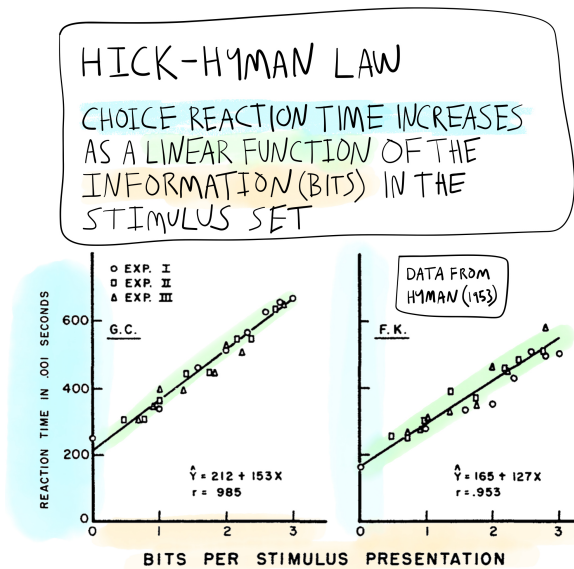 HICK-HYMAN LAW
CHOICE REACTION TIME INCREASES
AS A LINEAR FUNCTION OF THE
INFORMATION (BITS) IN THE
STIMULUS SET
DATA FROM
HYMAN (1953)
REACTION TIME IN .001 SECONDS
○ EXP. I
□ EXP. II
△ EXP. III
G.C.
600
400
200
0
Ŷ = 212 + 153X
r = 985
0 1 2 3
F.K.
Ŷ = 165 + 127X
r = .953
0 1 2 3
BITS PER STIMULUS PRESENTATION